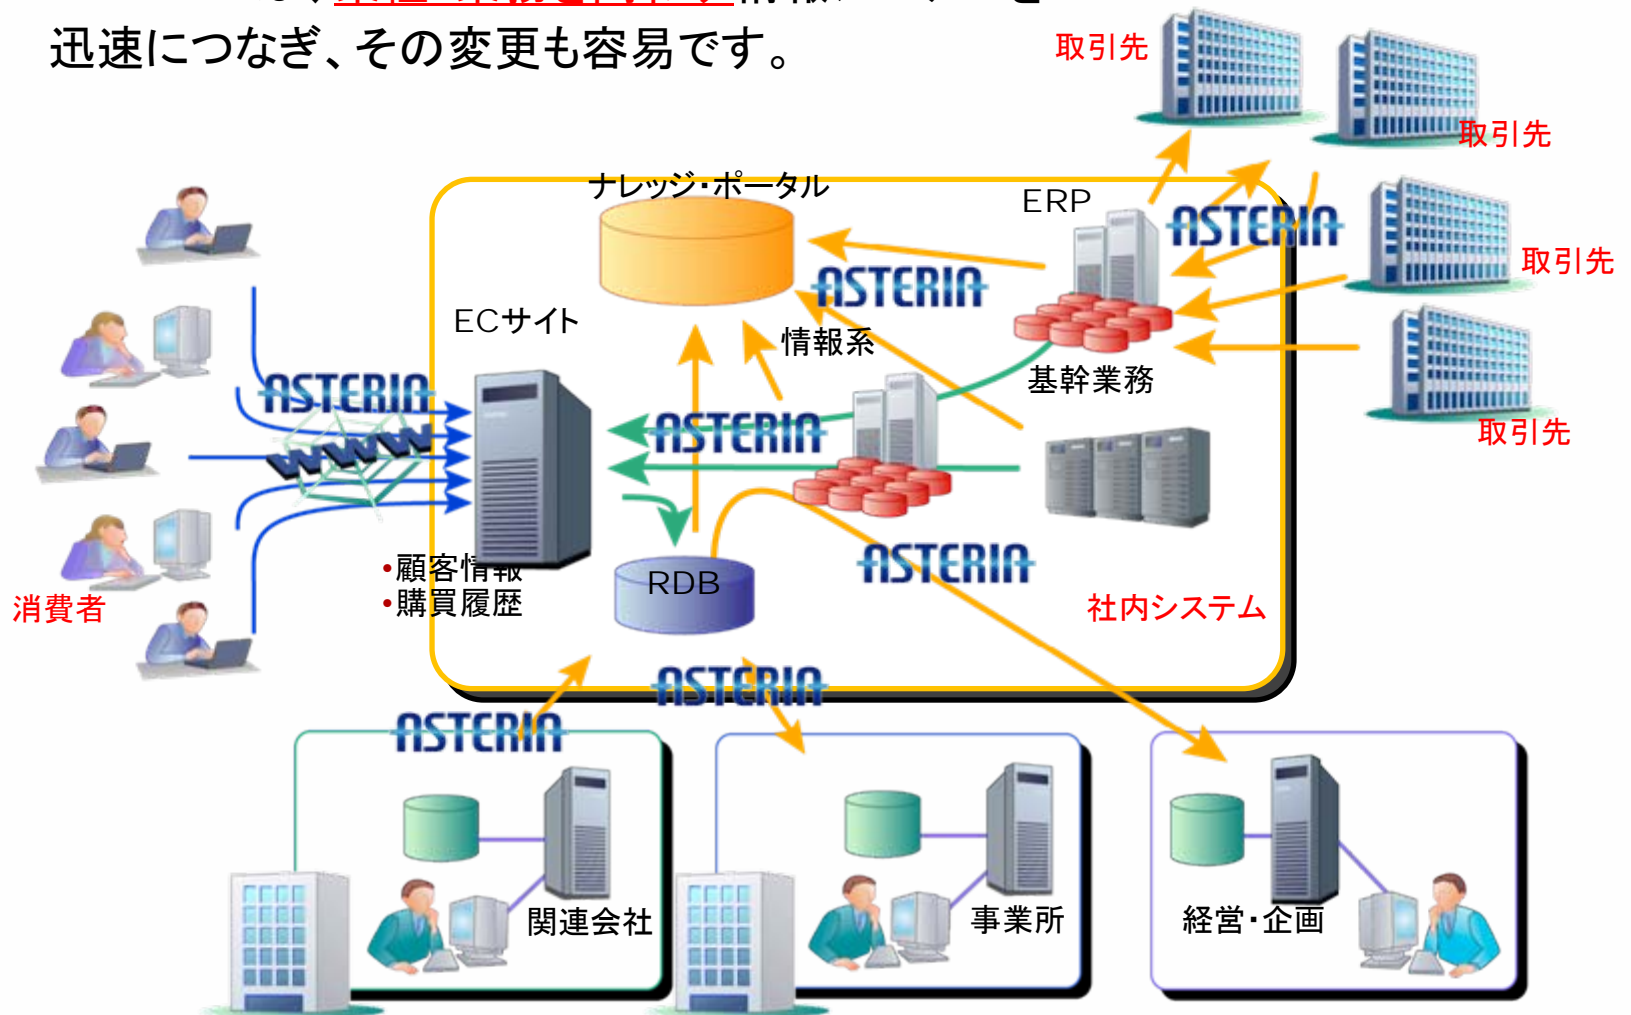 迅速につなぎ、その変更も容易です。
取引先
取引先
ナレッジ・ポータル
ERP
ASTERIA
取引先
ASTERIA
ECサイト
情報系
基幹業務
ASTERIA
ASTERIA
取引先
WWW
ASTERIA
・顧客情報
・購買履歴
RDB
消費者
社内システム
ASTERIA
ASTERIA
関連会社
事業所
経営・企画